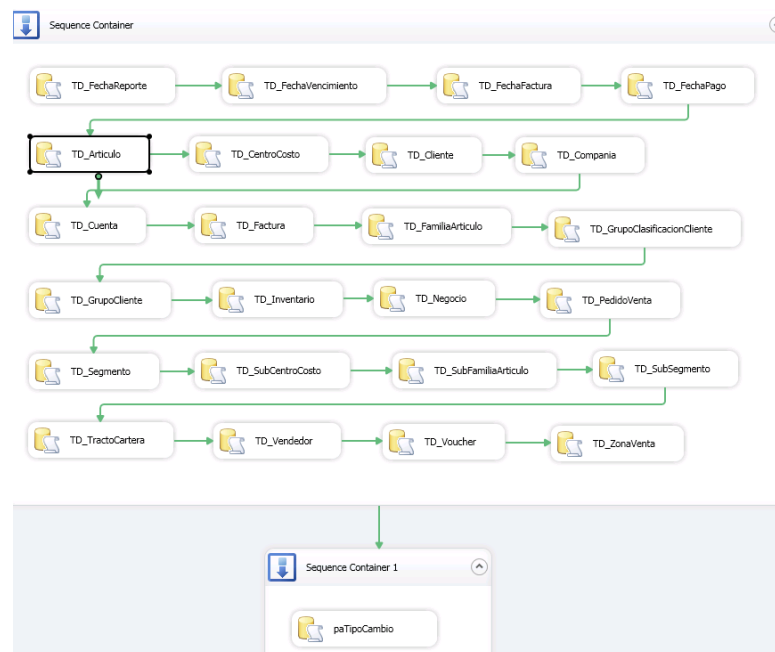 Sequence Container
TD_FechaReporte TD_FechaVencimiento TD_FechaFactura TD_FechaPago
TD_Articulo TD_CentroCosto TD_Cliente TD_Compania
TD_Cuenta TD_Factura TD_FamiliaArticulo TD_GrupoClasificacionCliente
TD_GrupoCliente TD_Inventario TD_Negocio TD_PedidoVenta
TD_Segmento TD_SubCentroCosto TD_SubFamiliaArticulo TD_SubSegmento
TD_TractoCartera TD_Vendedor TD_Voucher TD_ZonaVenta
Sequence Container 1
paTipoCambio